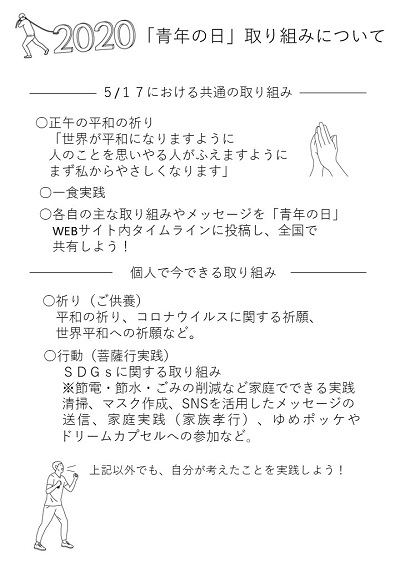 2020「青年の日」取り組みについて
5/17における共通の取り組み
○正午の平和の祈り
「世界が平和になりますように
人のことを思いやる人がふえますように
まず私からやさしくなります」
○一食実践
○各自の主な取り組みやメッセージを「青年の日」
WEBサイト内タイムラインに投稿し、全国で
共有しよう！
個人で今できる取り組み
○祈り（ご供養）
平和の祈り、コロナウイルスに関する祈願、
世界平和への祈願など。
○行動（菩薩行実践）
ＳＤＧｓに関する取り組み
※節電・節水・ごみの削減など家庭でできる実践
清掃、マスク作成、SNSを活用したメッセージの
送信、家庭実践（家族孝行）、ゆめポッケや
ドリームカプセルへの参加など。
上記以外でも、自分が考えたことを実践しよう！